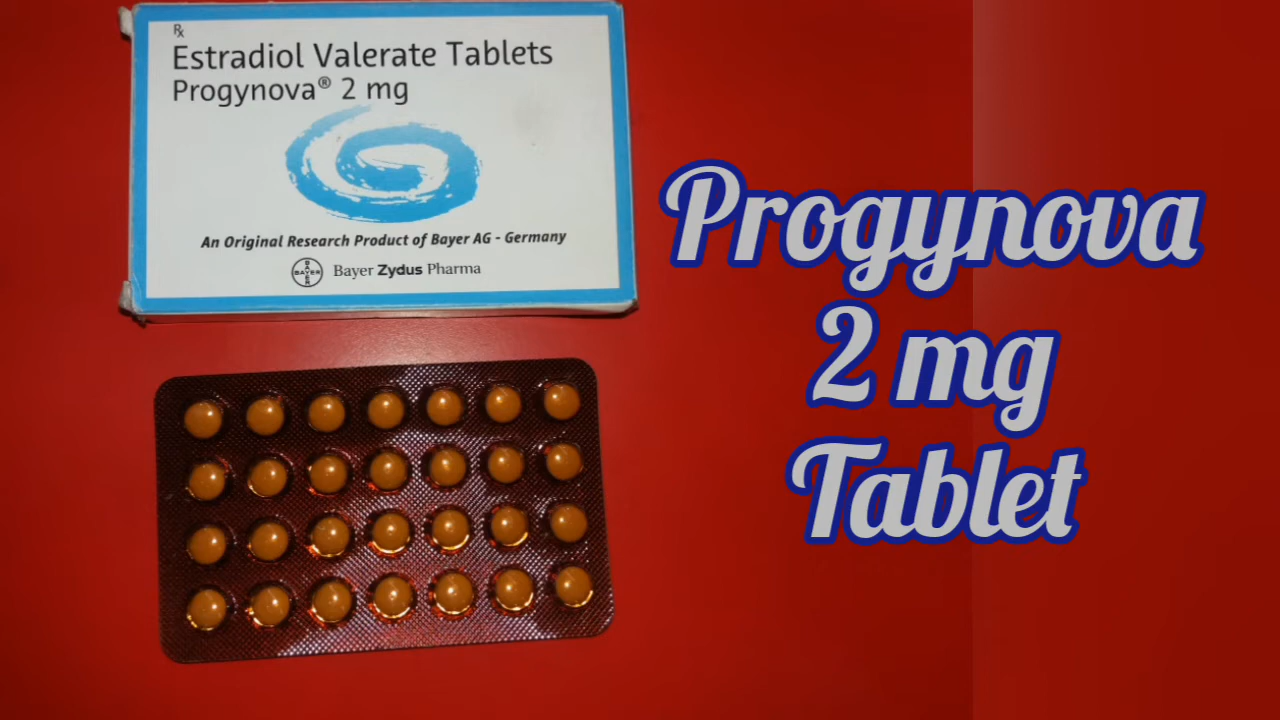 ℞
Estradiol Valerate Tablets
Progynova® 2 mg
An Original Research Product of Bayer AG - Germany
BAYER
Bayer Zydus Pharma
Progynova
2 mg
Tablet